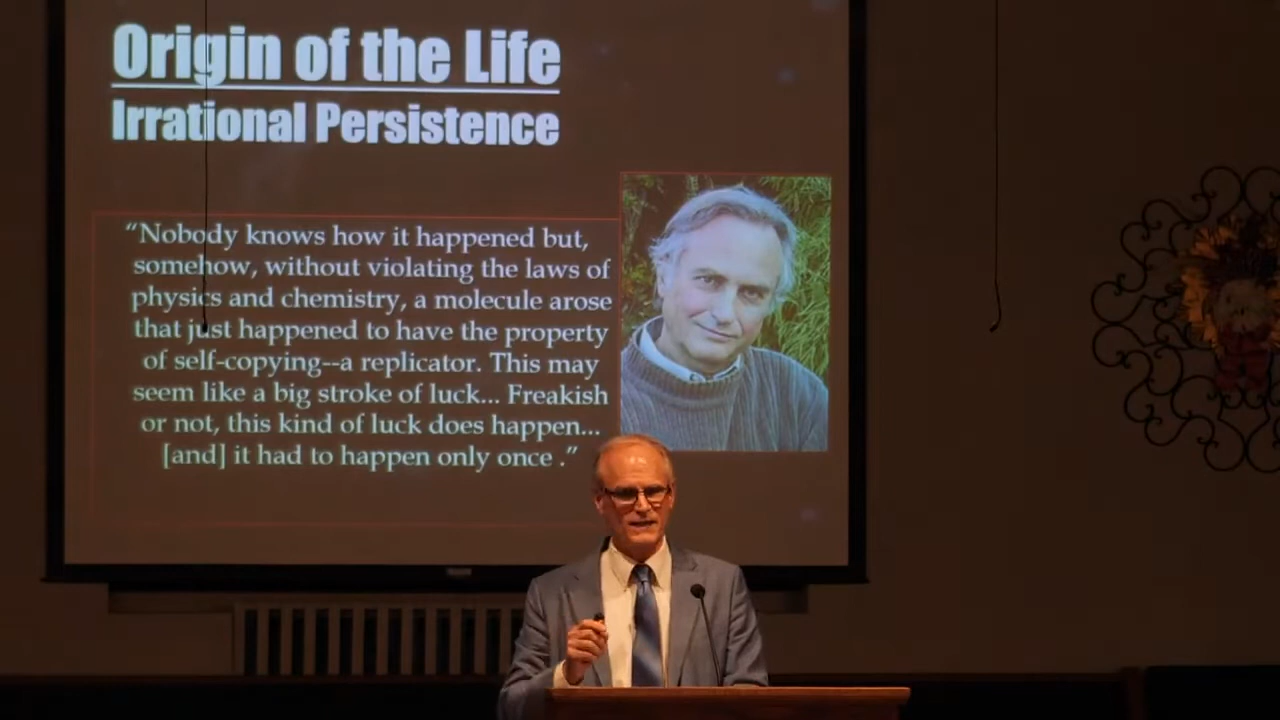 Origin of the Life
Irrational Persistence
“Nobody knows how it happened but,
somehow, without violating the laws of
physics and chemistry, a molecule arose
that just happened to have the property
of self-copying--a replicator. This may
seem like a big stroke of luck... Freakish
or not, this kind of luck does happen...
[and] it had to happen only once .”